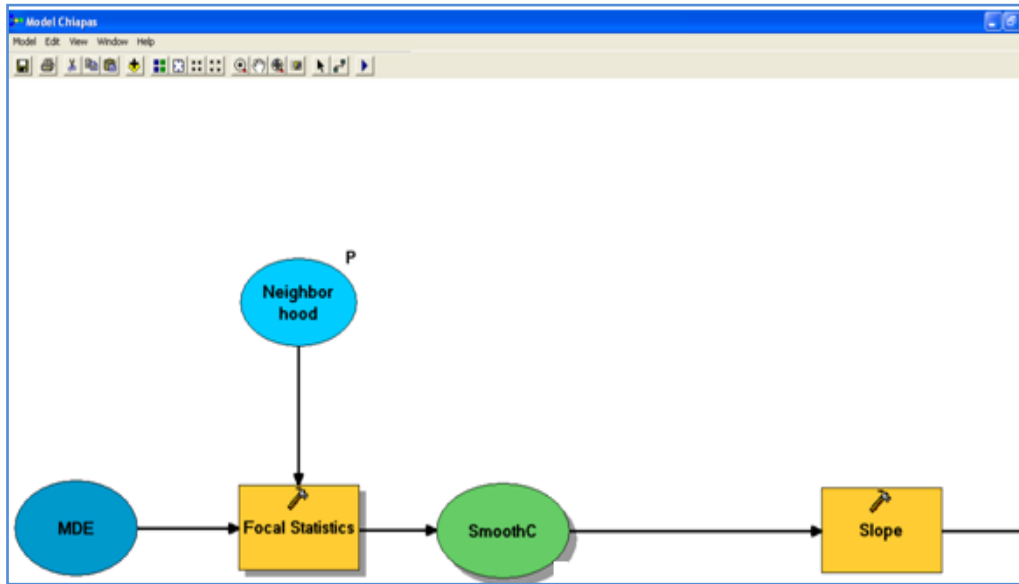 Model Chiapas
Model Edit View Window Help
P
Neighbor
hood
MDE
Focal Statistics
SmoothC
Slope